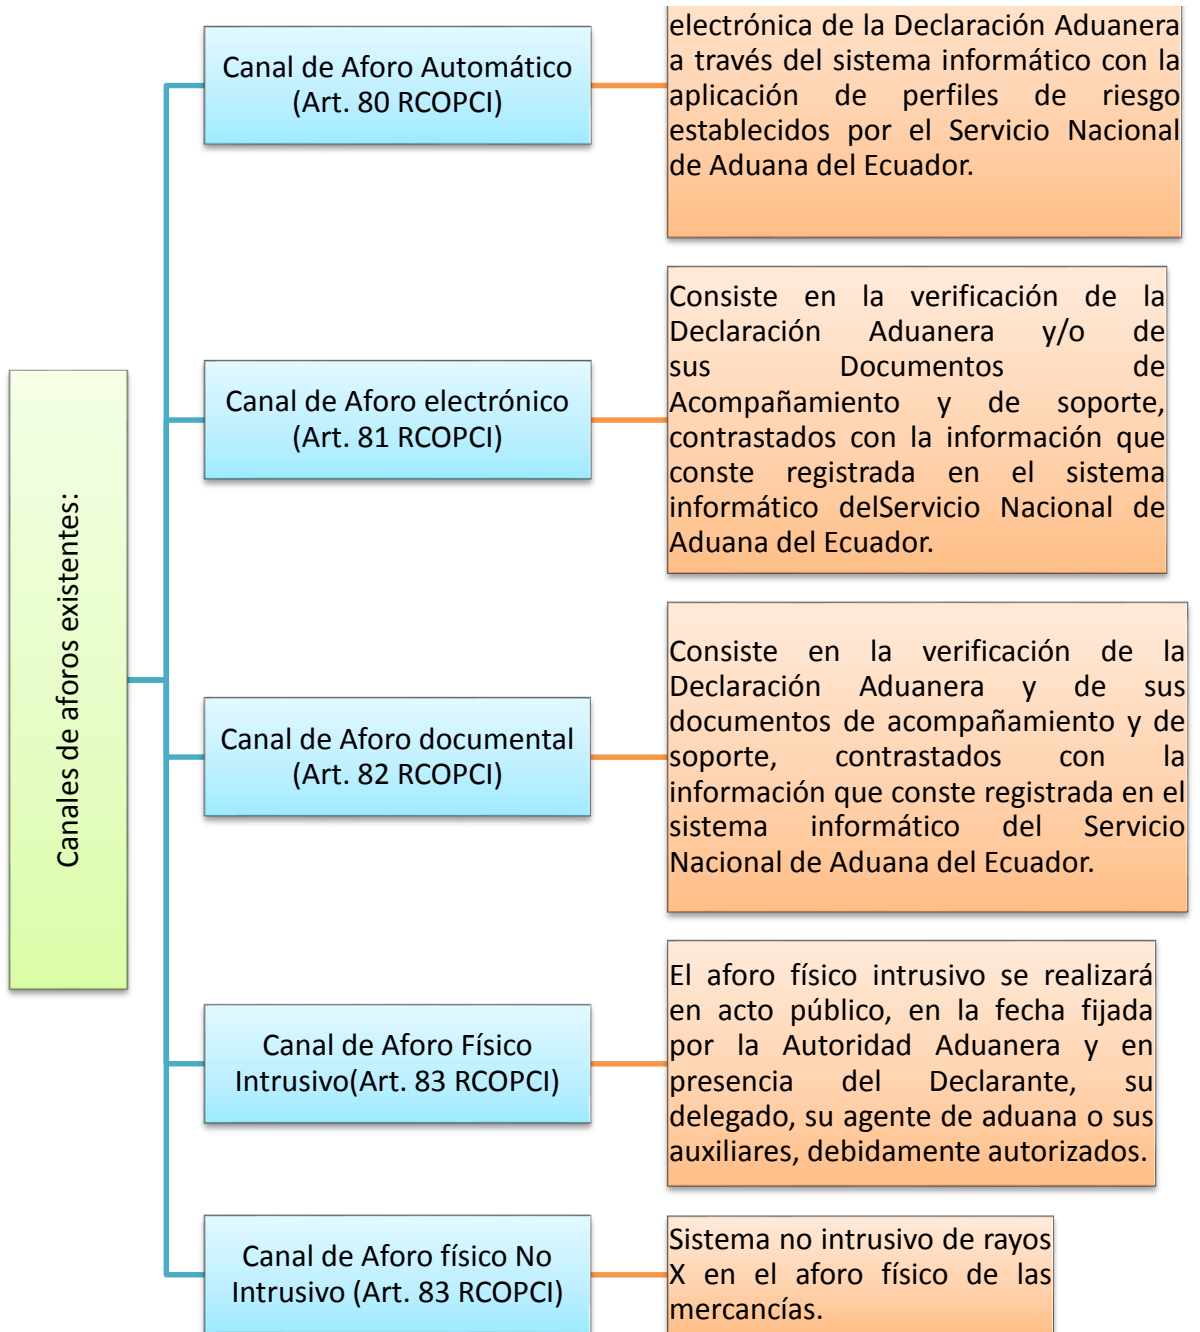 Canales de aforos existentes:
Canal de Aforo Automático
(Art. 80 RCOPCI)
electrónica de la Declaración Aduanera
a través del sistema informático con la
aplicación de perfiles de riesgo
establecidos por el Servicio Nacional
de Aduana del Ecuador.
Canal de Aforo electrónico
(Art. 81 RCOPCI)
Consiste en la verificación de la
Declaración Aduanera y/o de
sus Documentos de
Acompañamiento y de soporte,
contrastados con la información que
conste registrada en el sistema
informático delServicio Nacional de
Aduana del Ecuador.
Canal de Aforo documental
(Art. 82 RCOPCI)
Consiste en la verificación de la
Declaración Aduanera y de sus
documentos de acompañamiento y de
soporte, contrastados con la
información que conste registrada en el
sistema informático del Servicio
Nacional de Aduana del Ecuador.
Canal de Aforo Físico
Intrusivo(Art. 83 RCOPCI)
El aforo físico intrusivo se realizará
en acto público, en la fecha fijada
por la Autoridad Aduanera y en
presencia del Declarante, su
delegado, su agente de aduana o sus
auxiliares, debidamente autorizados.
Canal de Aforo físico No
Intrusivo (Art. 83 RCOPCI)
Sistema no intrusivo de rayos
X en el aforo físico de las
mercancías.